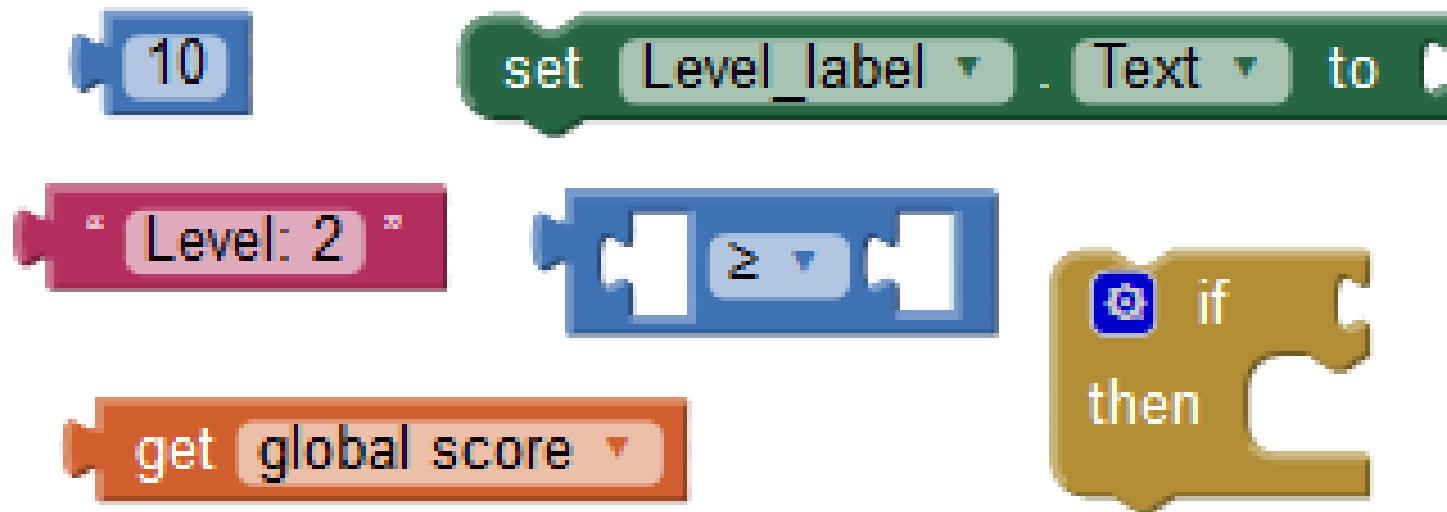 10
set Level_label ▾ . Text ▾ to
“ Level: 2 ”
≥ ▾
if
then
get global score ▾